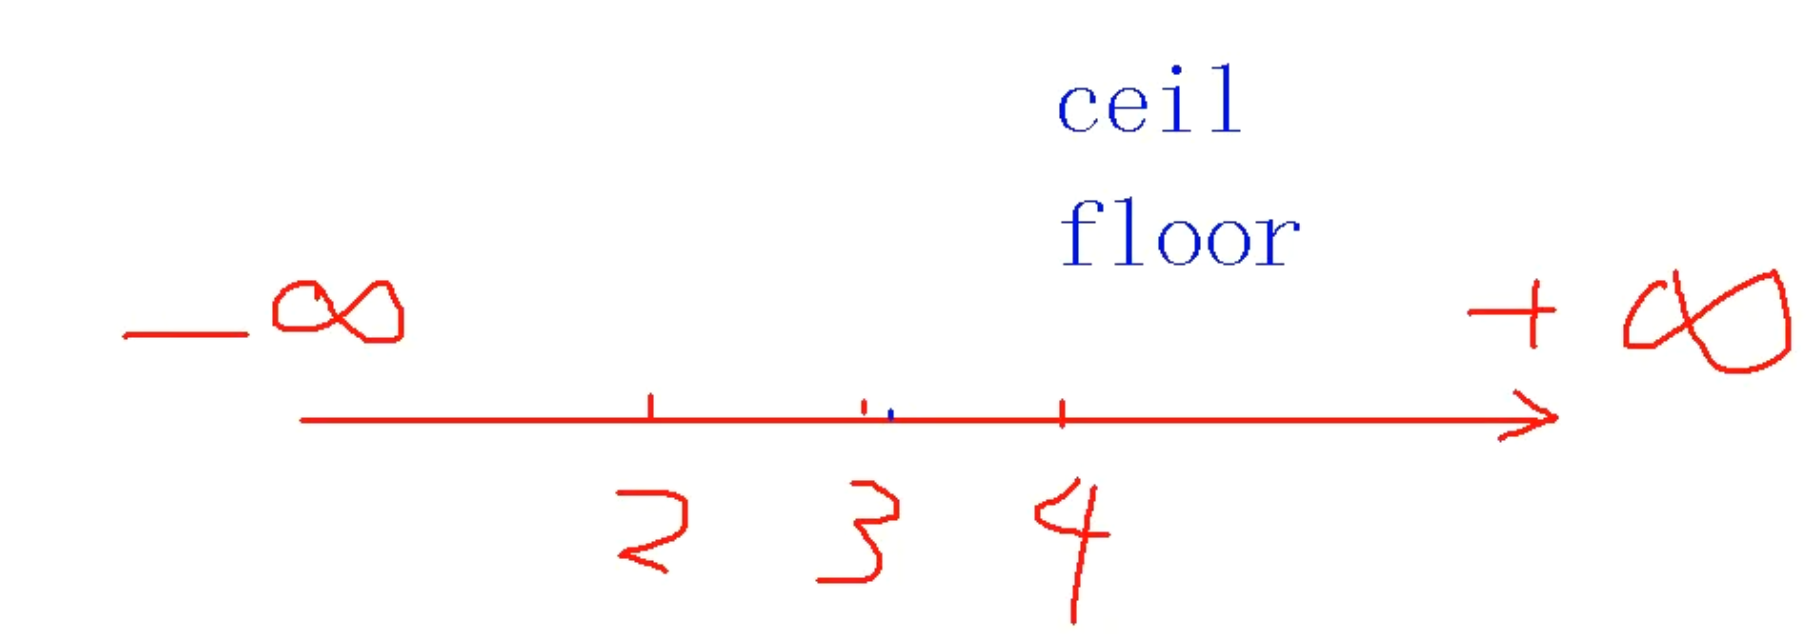 ceil
floor
— ∞ + ∞
2 3 4